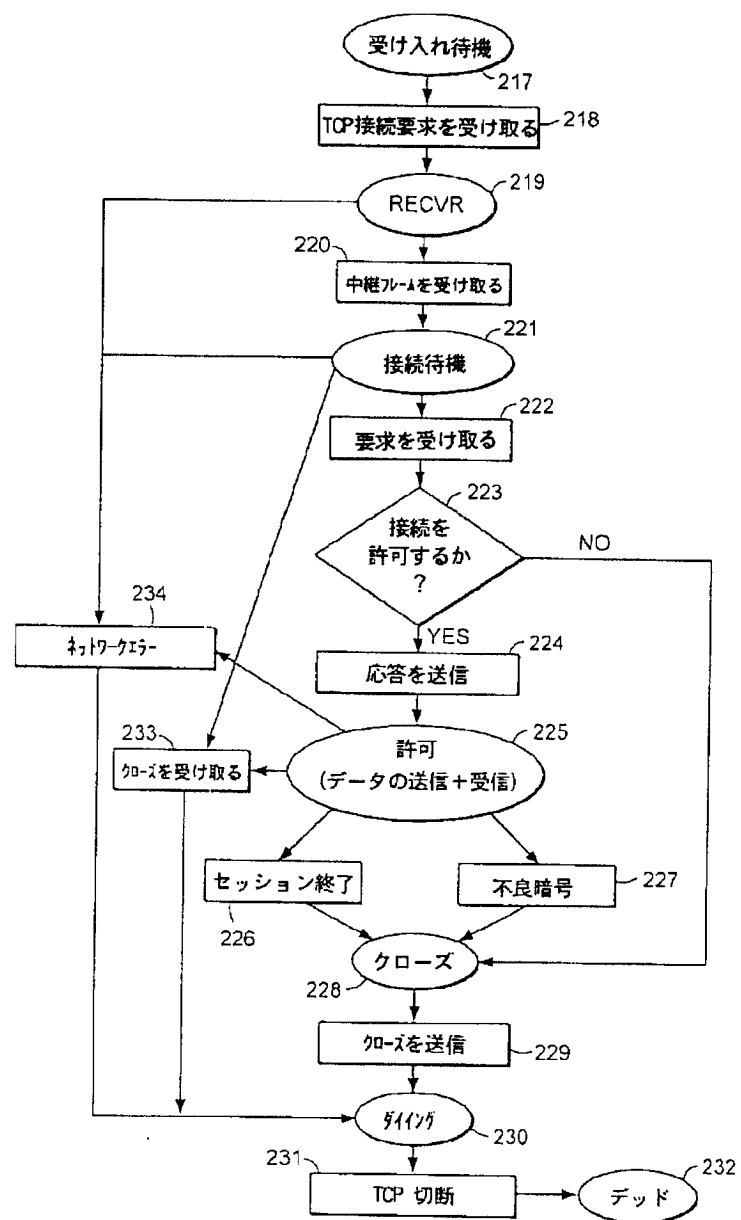 受け入れ待機
217
TCP接続要求を受け取る
218
RECVR
219
220
中継フレームを受け取る
接続待機
221
要求を受け取る
222
接続を
許可するか
?
223
NO
YES
234
ネットワークエラー
応答を送信
224
許可
(データの送信+受信)
225
233
クローズを受け取る
セッション終了
226
不良暗号
227
クローズ
228
クローズを送信
229
ダイイング
230
231
TCP 切断
デッド
232